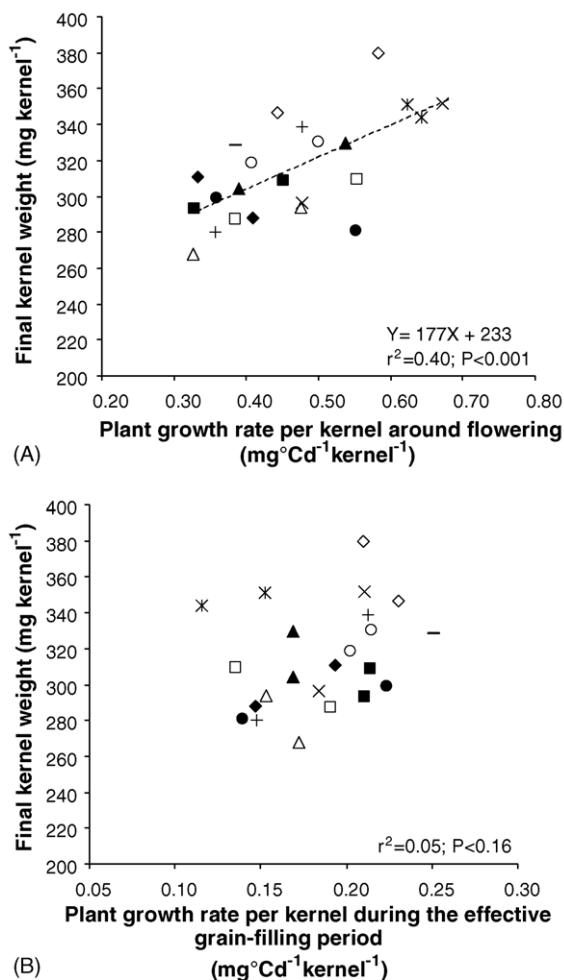 400
380
360
340
320
300
280
260
240
220
200
Final kernel weight (mg kernel⁻¹)
Y= 177X + 233
r²=0.40; P<0.001
0.20 0.30 0.40 0.50 0.60 0.70 0.80
Plant growth rate per kernel around flowering
(A) (mg°Cd⁻¹kernel⁻¹)
400
380
360
340
320
300
280
260
240
220
200
Final kernel weight (mg kernel⁻¹)
r²=0.05; P<0.16
0.05 0.10 0.15 0.20 0.25 0.30
Plant growth rate per kernel during the effective
grain-filling period
(B) (mg°Cd⁻¹kernel⁻¹)